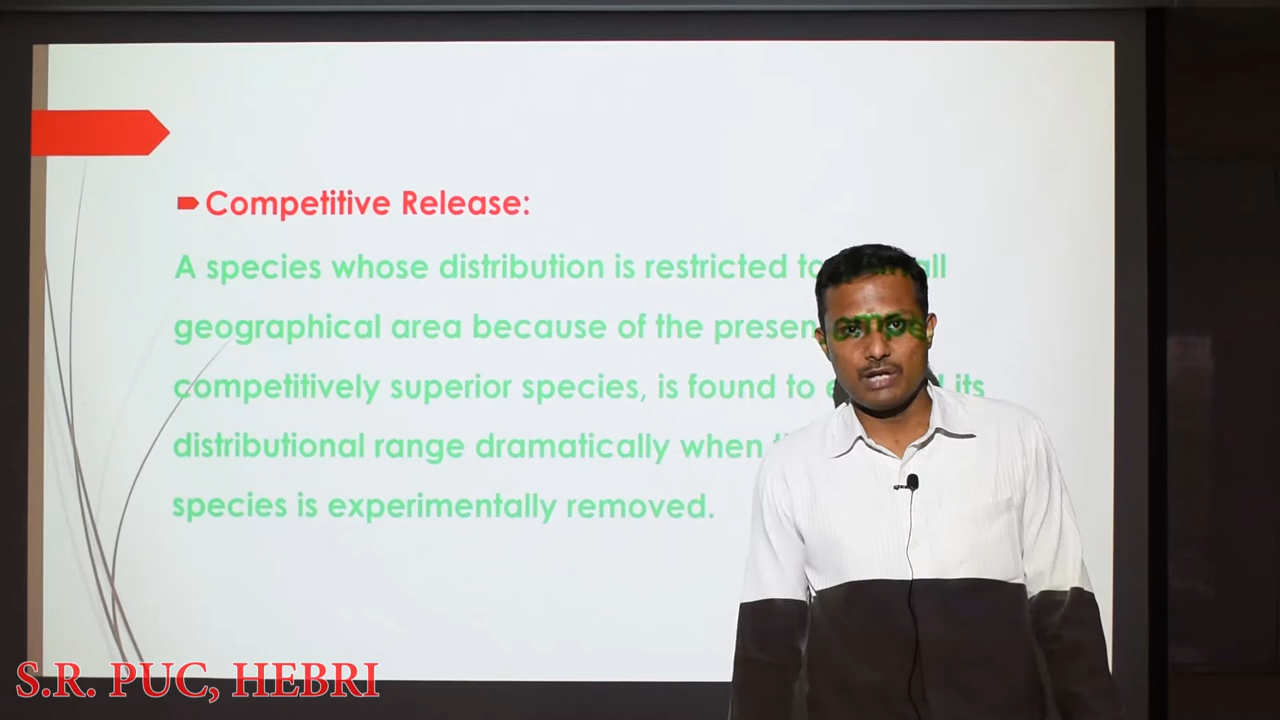 Competitive Release:
A species whose distribution is restricted to
geographical area because of the
competitively superior species, is found to its
distributional range dramatically when
species is experimentally removed.
S.R. PUC, HEBRI